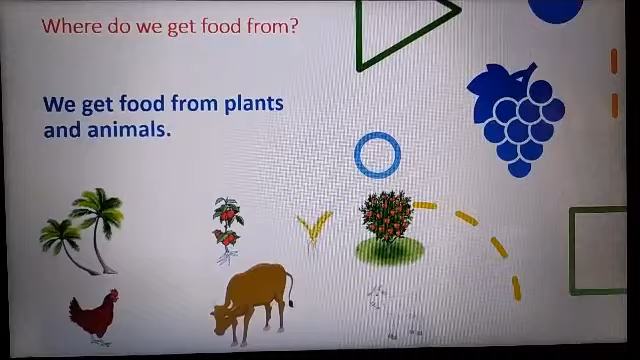 Where do we get food from?
We get food from plants
and animals.